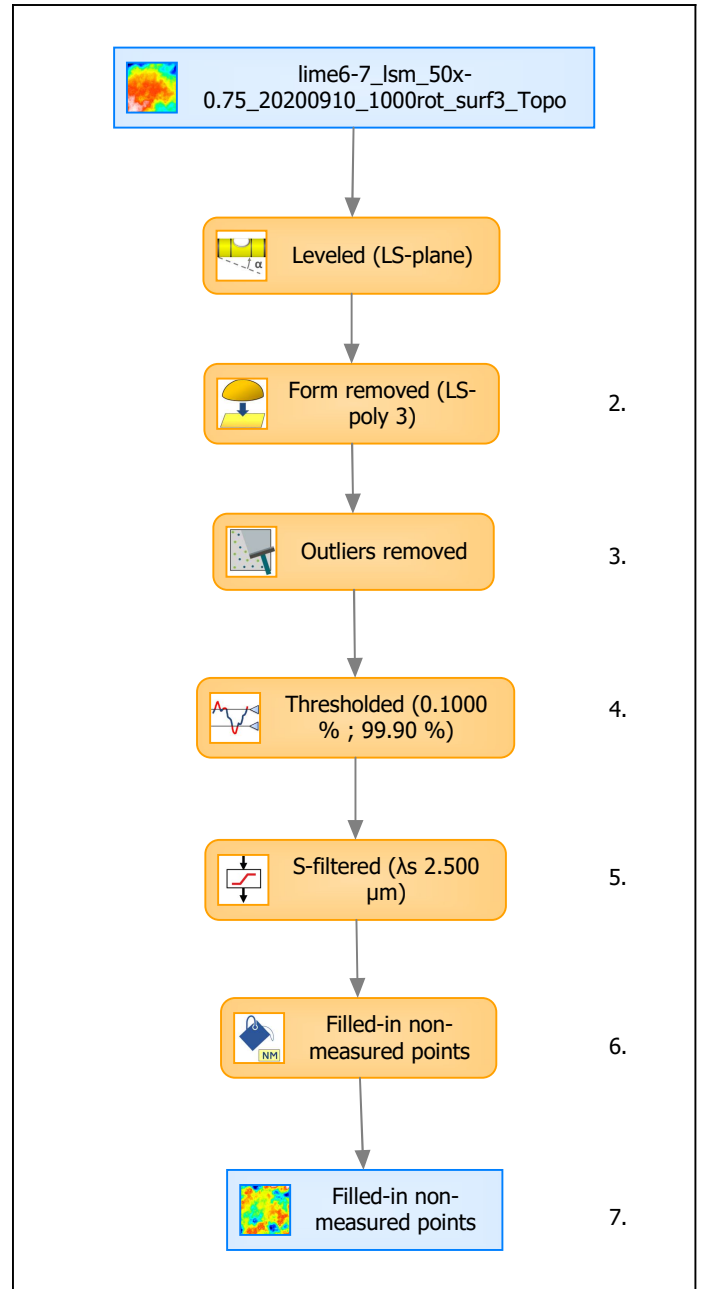 lime6-7_lsm_50x-
0.75_20200910_1000rot_surf3_Topo
α
Leveled (LS-plane)
Form removed (LS-
poly 3)
2.
Outliers removed
3.
Thresholded (0.1000
% ; 99.90 %)
4.
S-filtered (λs 2.500
µm)
5.
NM
Filled-in non-
measured points
6.
Filled-in non-
measured points
7.